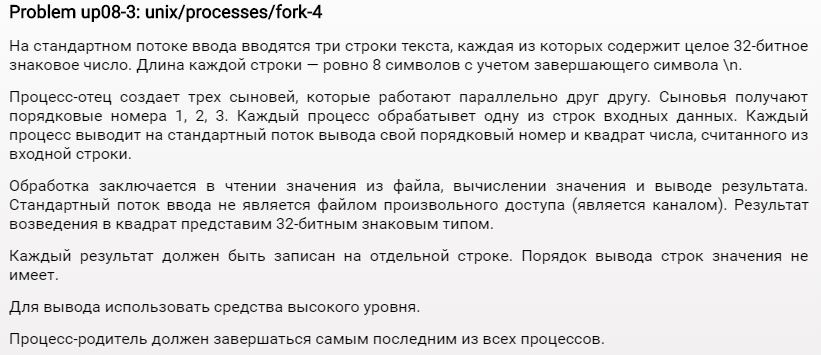 Problem up08-3: unix/processes/fork-4
На стандартном потоке ввода вводятся три строки текста, каждая из которых содержит целое 32-битное
знаковое число. Длина каждой строки — ровно 8 символов с учетом завершающего символа \n.
Процесс-отец создает трех сыновей, которые работают параллельно друг другу. Сыновья получают
порядковые номера 1, 2, 3. Каждый процесс обрабатывет одну из строк входных данных. Каждый
процесс выводит на стандартный поток вывода свой порядковый номер и квадрат числа, считанного из
входной строки.
Обработка заключается в чтении значения из файла, вычислении значения и выводе результата.
Стандартный поток ввода не является файлом произвольного доступа (является каналом). Результат
возведения в квадрат представим 32-битным знаковым типом.
Каждый результат должен быть записан на отдельной строке. Порядок вывода строк значения не
имеет.
Для вывода использовать средства высокого уровня.
Процесс-родитель должен завершаться самым последним из всех процессов.